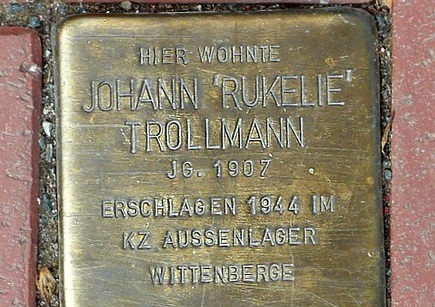 HIER WOHNTE
JOHANN 'RUKELIE'
TROLLMANN
JG. 1907
ERSCHLAGEN 1944 IM
KZ AUSSENLAGER
WITTENBERGE